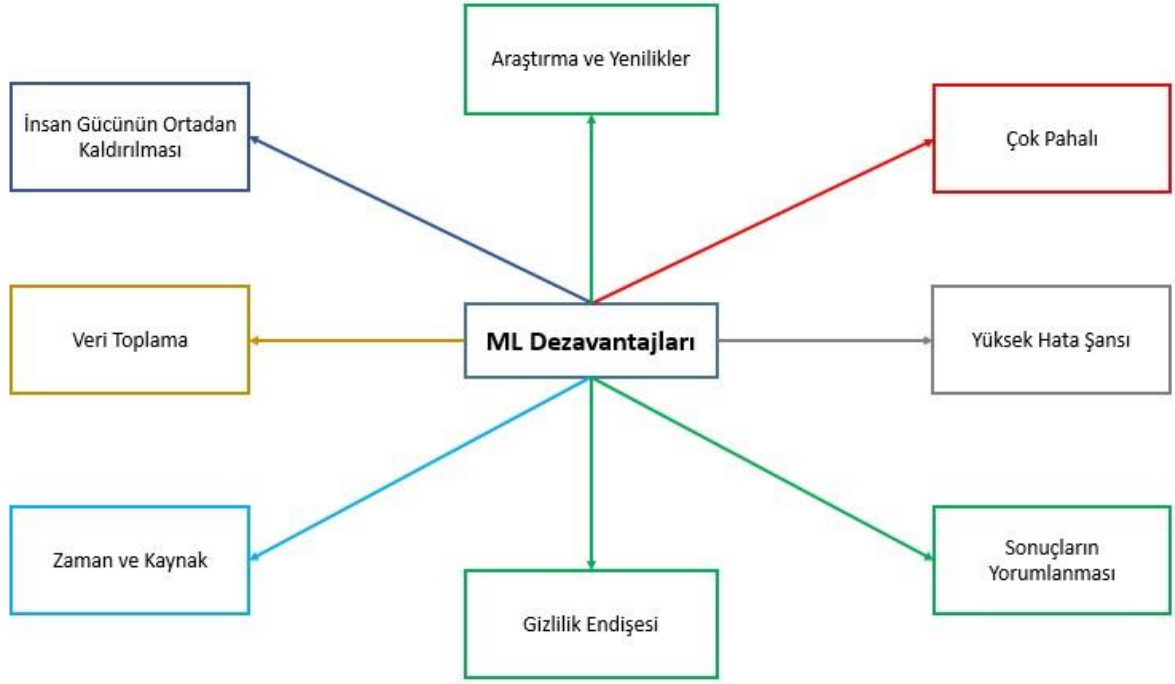 Araştırma ve Yenilikler
İnsan Gücünün Ortadan
Kaldırılması
Çok Pahalı
Veri Toplama
ML Dezavantajları
Yüksek Hata Şansı
Zaman ve Kaynak
Gizlilik Endişesi
Sonuçların
Yorumlanması